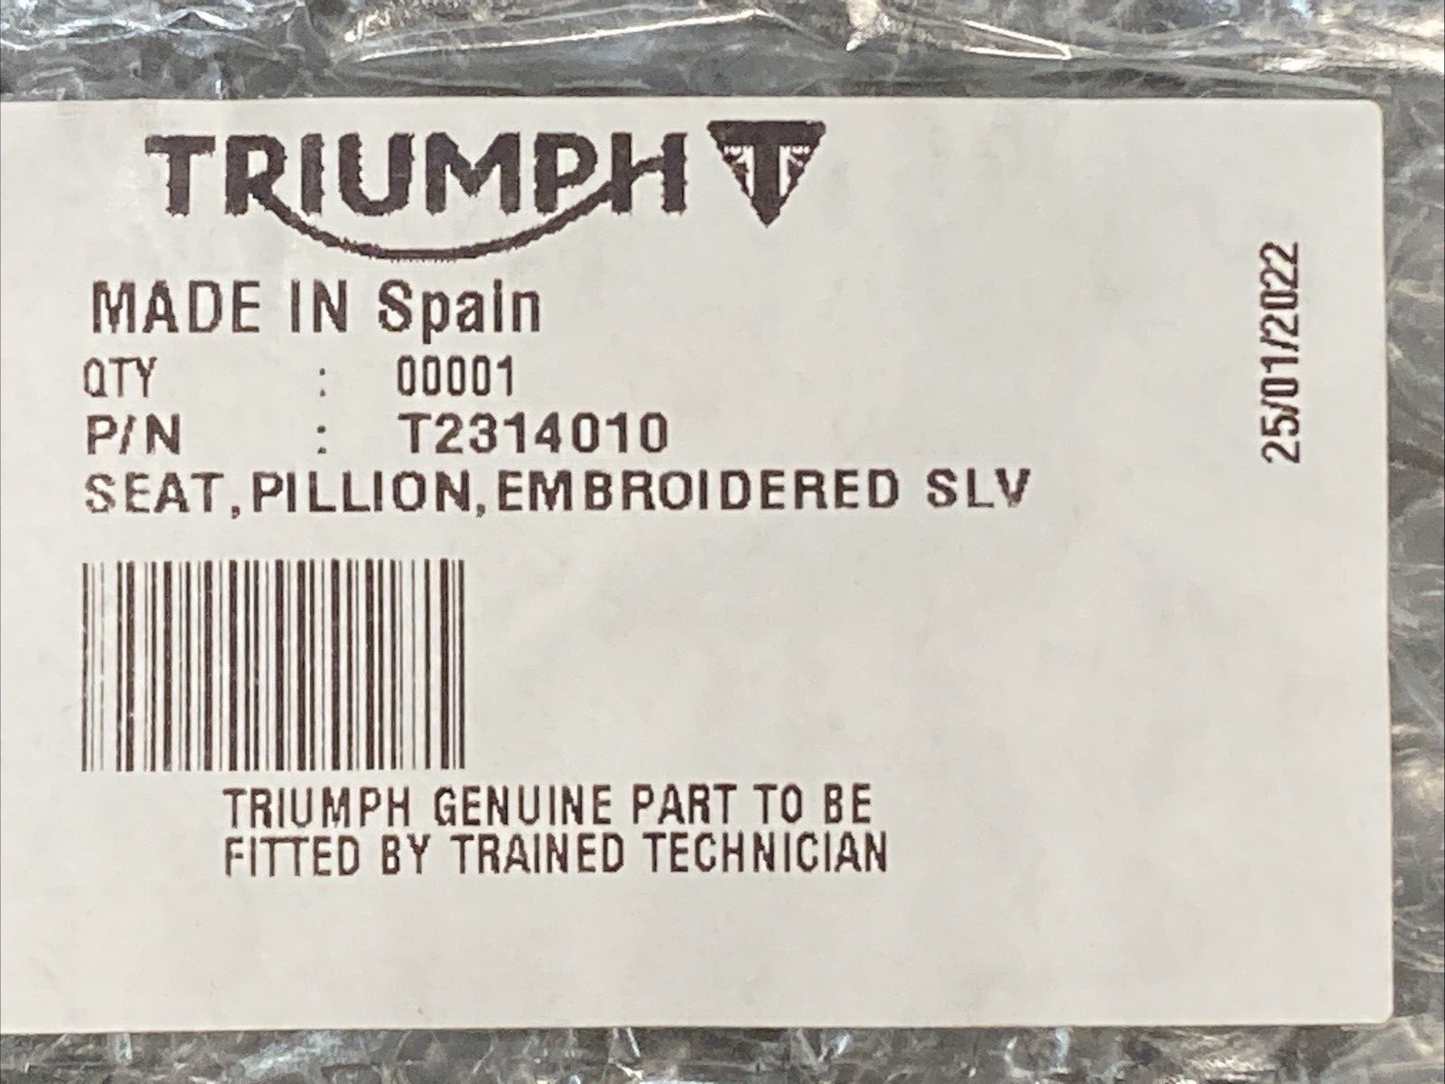 TRIUMPH
MADE IN Spain
QTY : 00001
P/N : T2314010
SEAT,PILLION,EMBROIDERED SLV
TRIUMPH GENUINE PART TO BE
FITTED BY TRAINED TECHNICIAN
25/01/2022